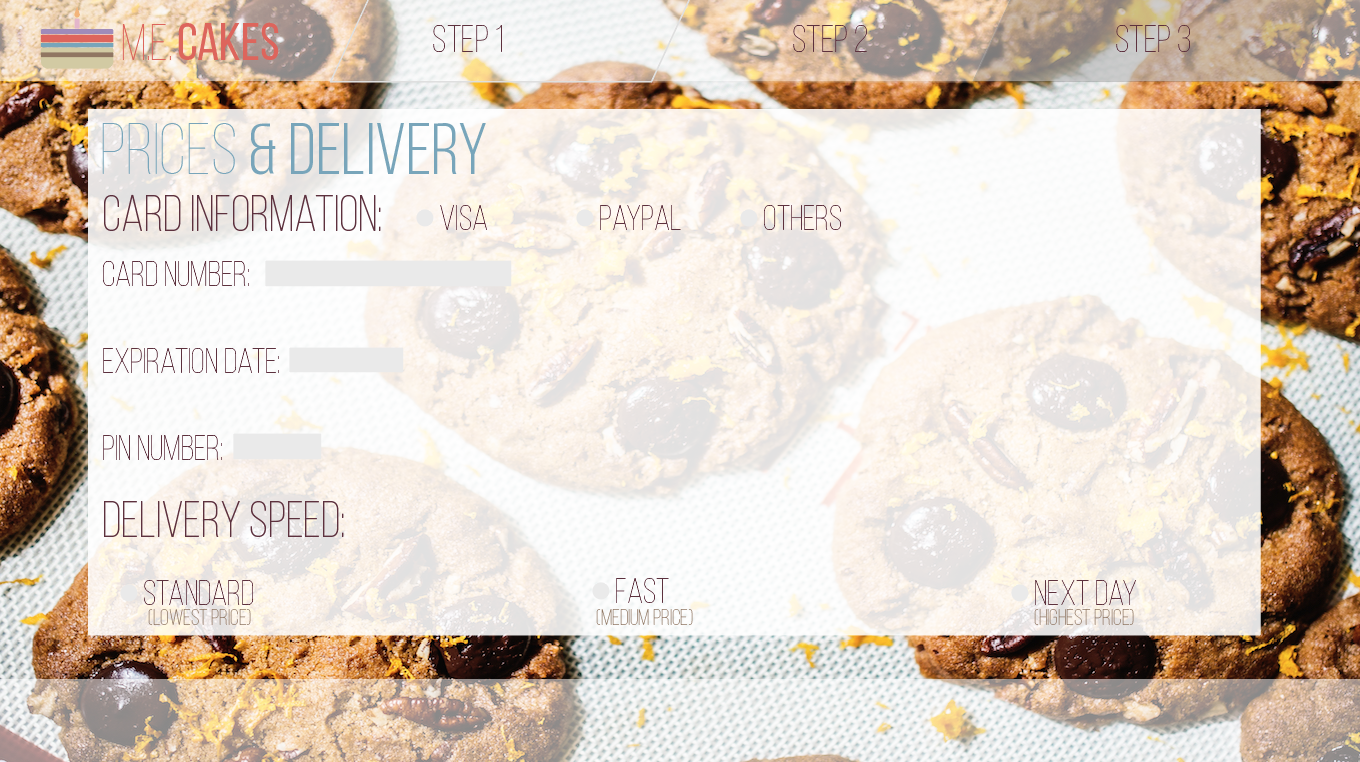 M.E. CAKES
STEP 1
STEP 2
STEP 3
PRICES & DELIVERY
CARD INFORMATION: VISA PAYPAL OTHERS
CARD NUMBER:
EXPIRATION DATE:
PIN NUMBER:
DELIVERY SPEED:
STANDARD FAST NEXT DAY
(LOWEST PRICE) (MEDIUM PRICE) (HIGHEST PRICE)